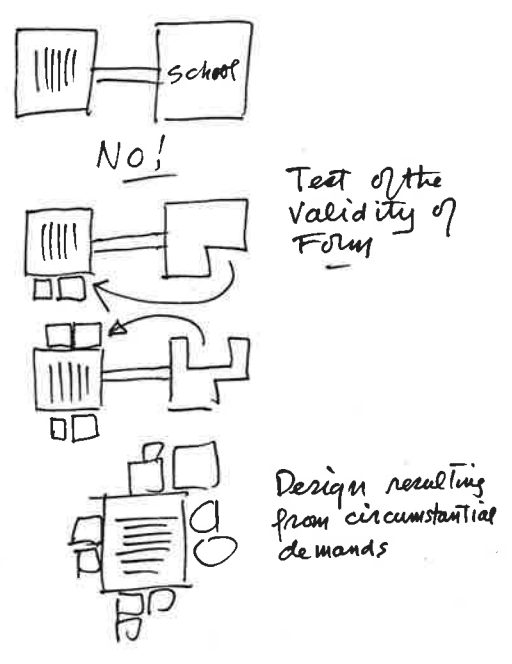 School
NO!
Test of the
Validity of
Form
Design resulting
from circumstantial
demands